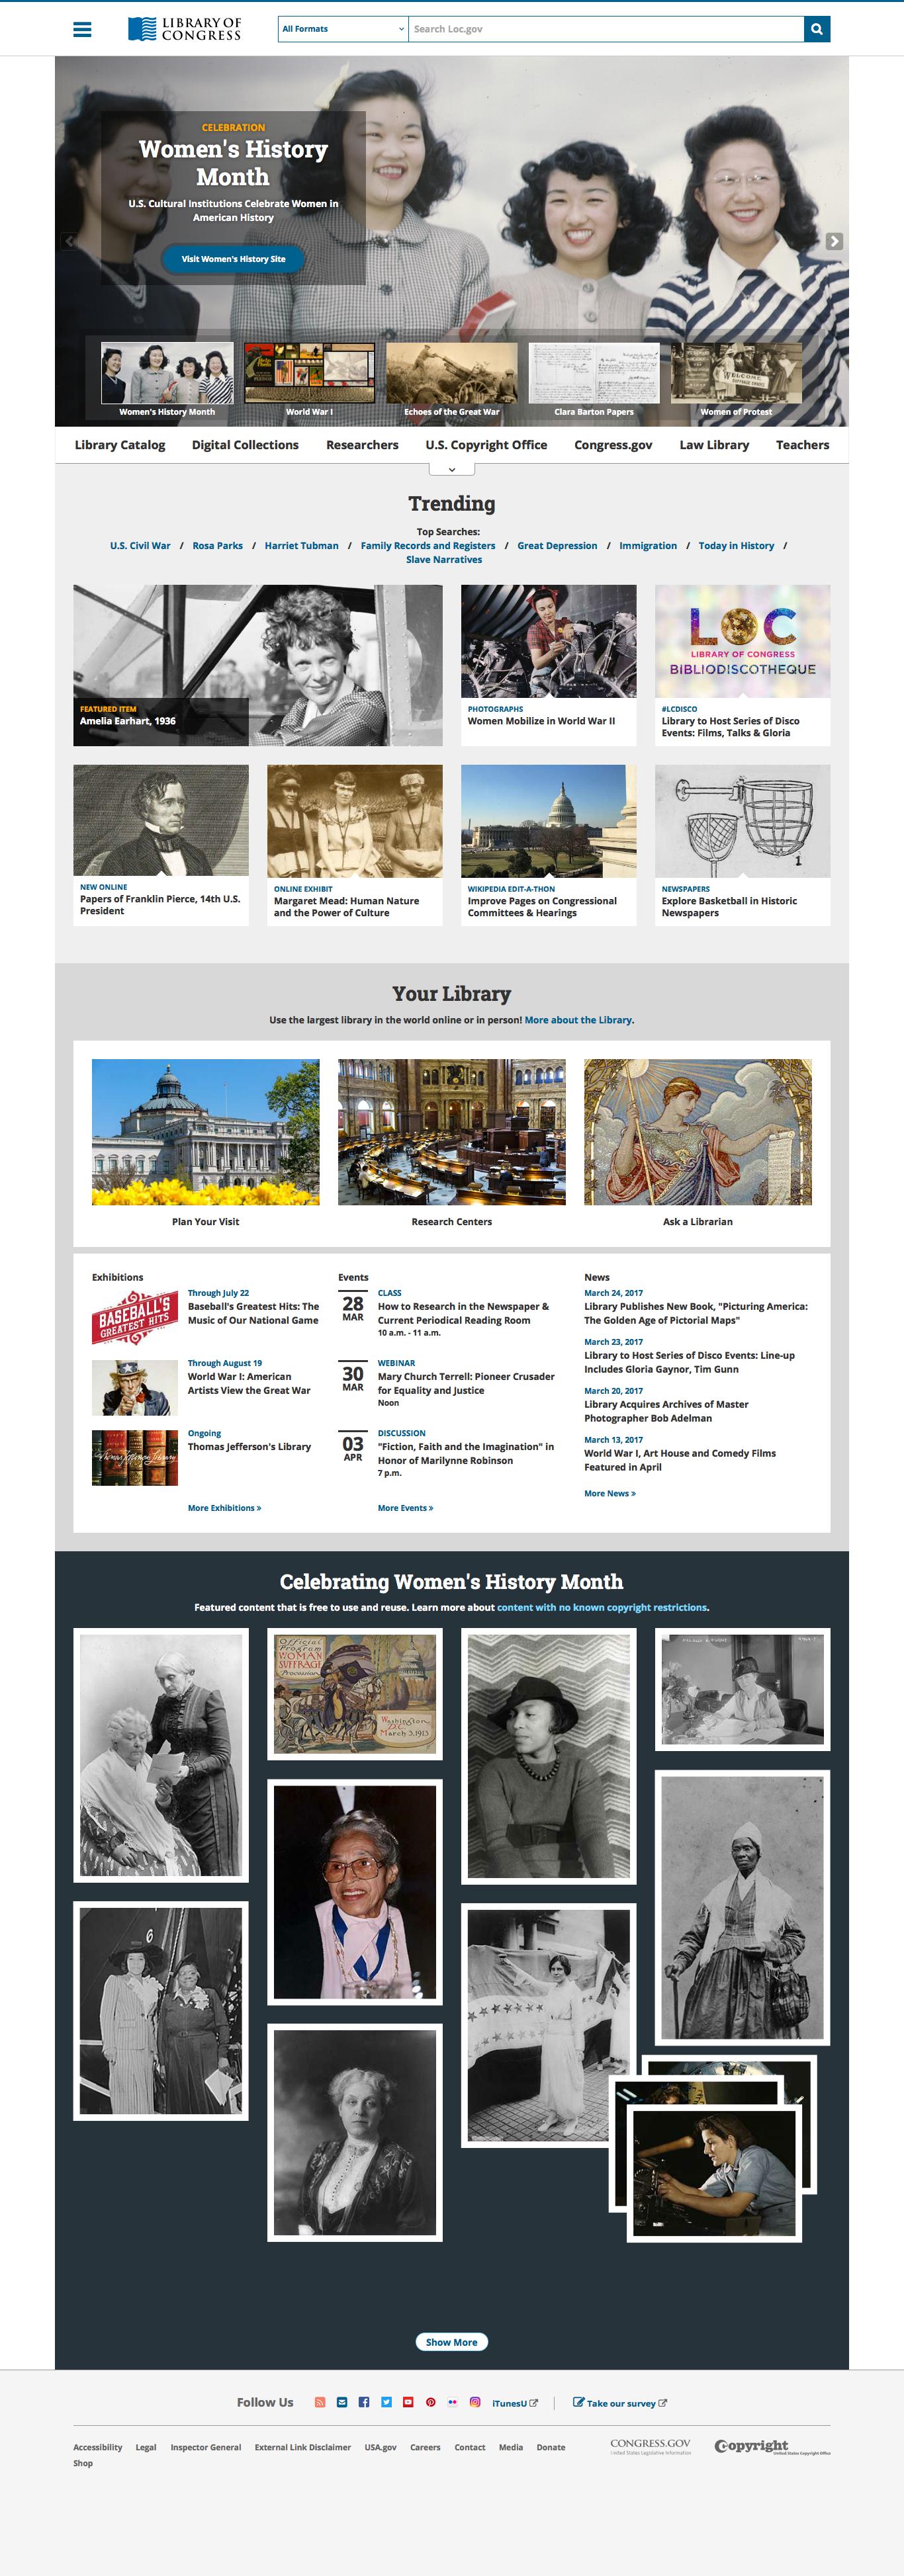 LIBRARY OF
CONGRESS
All Formats
Search Loc.gov
CELEBRATION
Women's History
Month
U.S. Cultural Institutions Celebrate Women in
American History
Visit Women's History Site
Women's History Month
World War I
Echoes of the Great War
Clara Barton Papers
Women of Protest
Library Catalog
Digital Collections
Researchers
U.S. Copyright Office
Congress.gov
Law Library
Teachers
Trending
Top Searches:
U.S. Civil War / Rosa Parks / Harriet Tubman / Family Records and Registers / Great Depression / Immigration / Today in History /
Slave Narratives
FEATURED ITEM
Amelia Earhart, 1936
PHOTOGRAPHS
Women Mobilize in World War II
LOC
LIBRARY OF CONGRESS
BIBLIODISCOTHEQUE
#LCDISCO
Library to Host Series of Disco
Events: Films, Talks & Gloria
NEW ONLINE
Papers of Franklin Pierce, 14th U.S.
President
ONLINE EXHIBIT
Margaret Mead: Human Nature
and the Power of Culture
WIKIPEDIA EDIT-A-THON
Improve Pages on Congressional
Committees & Hearings
1
NEWSPAPERS
Explore Basketball in Historic
Newspapers
Your Library
Use the largest library in the world online or in person! More about the Library.
Plan Your Visit
Research Centers
Ask a Librarian
Exhibitions
BASEBALL'S
GREATEST HITS
Through July 22
Baseball's Greatest Hits: The
Music of Our National Game
Through August 19
World War I: American
Artists View the Great War
Thomas Jefferson's Library
Ongoing
Thomas Jefferson's Library
More Exhibitions »
Events
28
MAR
CLASS
How to Research in the Newspaper &
Current Periodical Reading Room
10 a.m. - 11 a.m.
30
MAR
WEBINAR
Mary Church Terrell: Pioneer Crusader
for Equality and Justice
Noon
03
APR
DISCUSSION
"Fiction, Faith and the Imagination" in
Honor of Marilynne Robinson
7 p.m.
More Events »
News
March 24, 2017
Library Publishes New Book, "Picturing America:
The Golden Age of Pictorial Maps"
March 23, 2017
Library to Host Series of Disco Events: Line-up
Includes Gloria Gaynor, Tim Gunn
March 20, 2017
Library Acquires Archives of Master
Photographer Bob Adelman
March 13, 2017
World War I, Art House and Comedy Films
Featured in April
More News »
Celebrating Women's History Month
Featured content that is free to use and reuse. Learn more about content with no known copyright restrictions.
Official
Program
WOMAN
SUFFRAGE
Procession
Washington
D.C.
March 3, 1913
6
Show More
Follow Us
iTunesU
Take our survey
Accessibility
Legal
Inspector General
External Link Disclaimer
USA.gov
Careers
Contact
Media
Donate
Shop
CONGRESS.GOV
United States Legislative Information
Copyright
United States Copyright Office